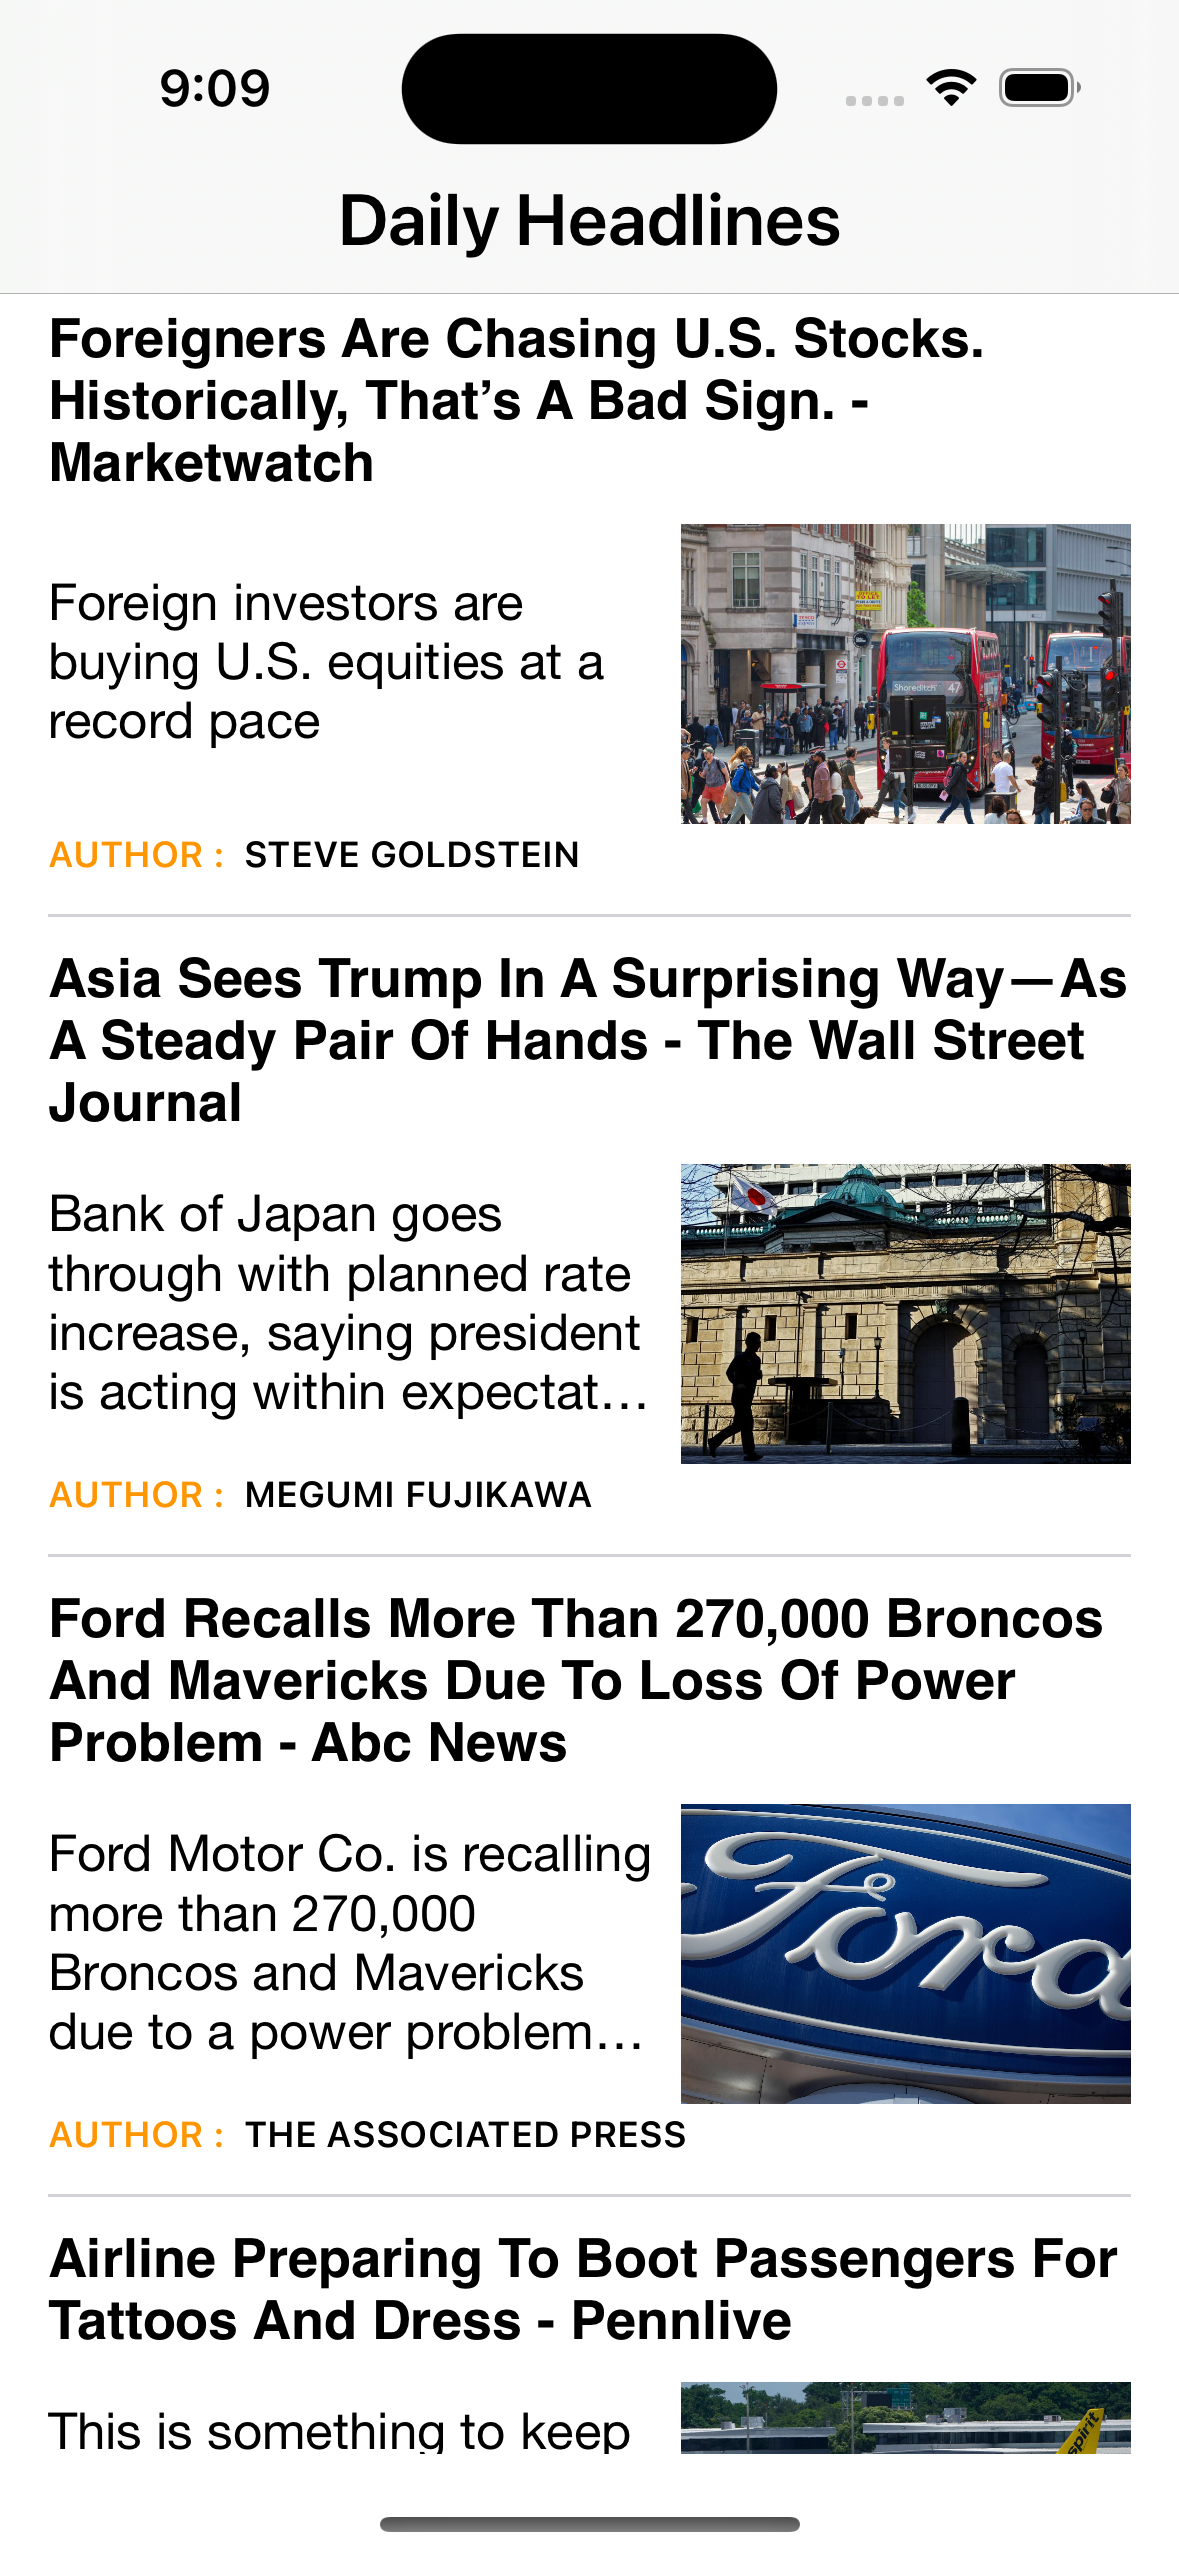 9:09
Daily Headlines
Foreigners Are Chasing U.S. Stocks.
Historically, That’s A Bad Sign. -
Marketwatch
Foreign investors are
buying U.S. equities at a
record pace
Shoreditch 47
AUTHOR : STEVE GOLDSTEIN
Asia Sees Trump In A Surprising Way—As
A Steady Pair Of Hands - The Wall Street
Journal
Bank of Japan goes
through with planned rate
increase, saying president
is acting within expectat...
AUTHOR : MEGUMI FUJIKAWA
Ford Recalls More Than 270,000 Broncos
And Mavericks Due To Loss Of Power
Problem - Abc News
Ford Motor Co. is recalling
more than 270,000
Broncos and Mavericks
due to a power problem...
Ford
AUTHOR : THE ASSOCIATED PRESS
Airline Preparing To Boot Passengers For
Tattoos And Dress - Pennlive
This is something to keep
spirit